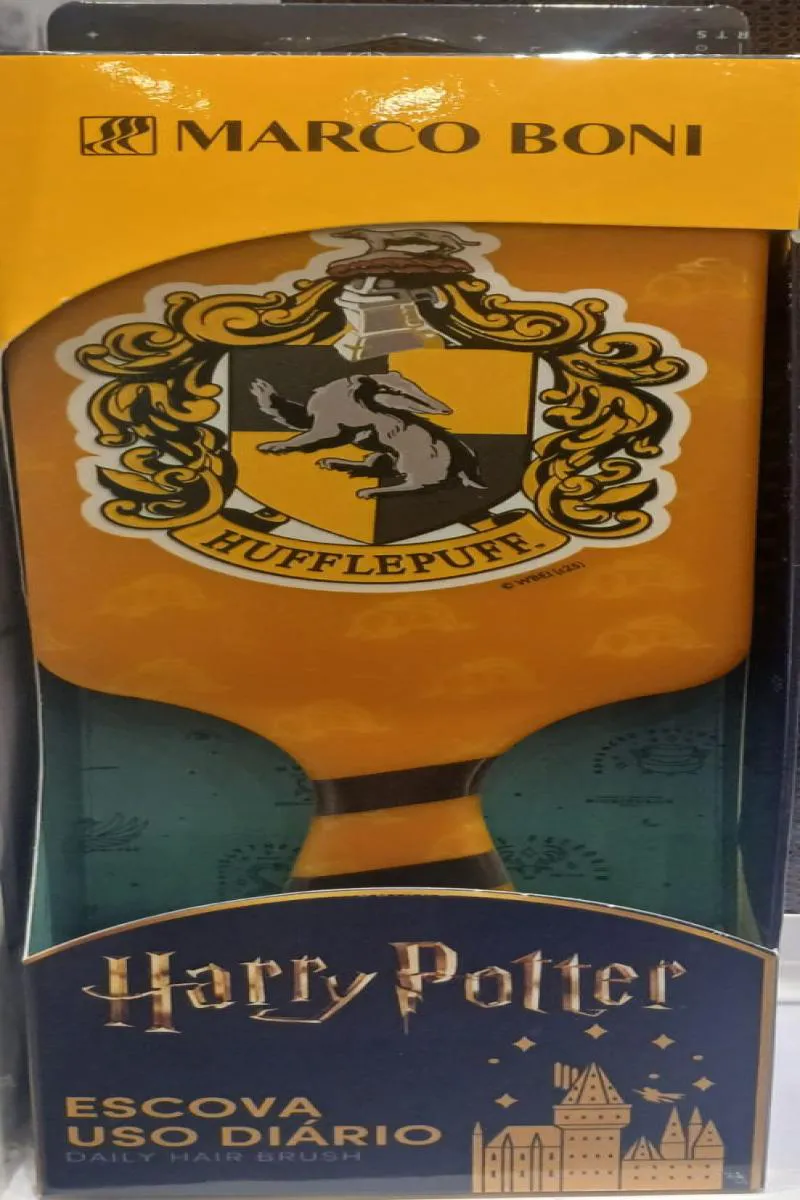 MARCO BONI
HUFFLEPUFF.
© WBEI (s23)
Harry Potter
ESCOVA
USO DIÁRIO
DAILY HAIR BRUSH